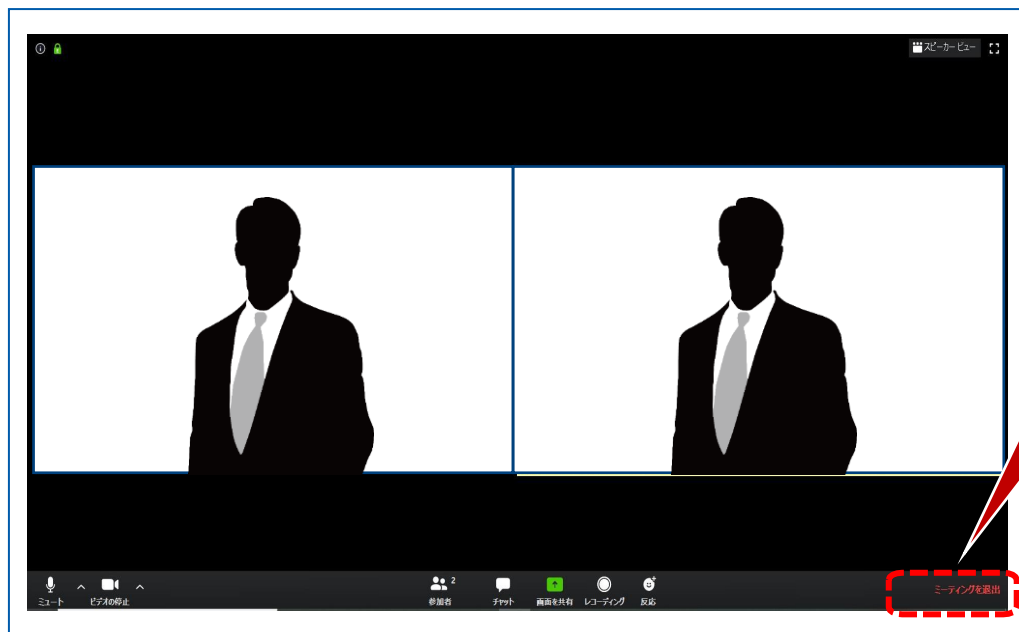 スピーカー ビュー
ミュート
ビデオの停止
2
参加者
チャット
画面を共有
レコーディング
反応
ミーティングを退出